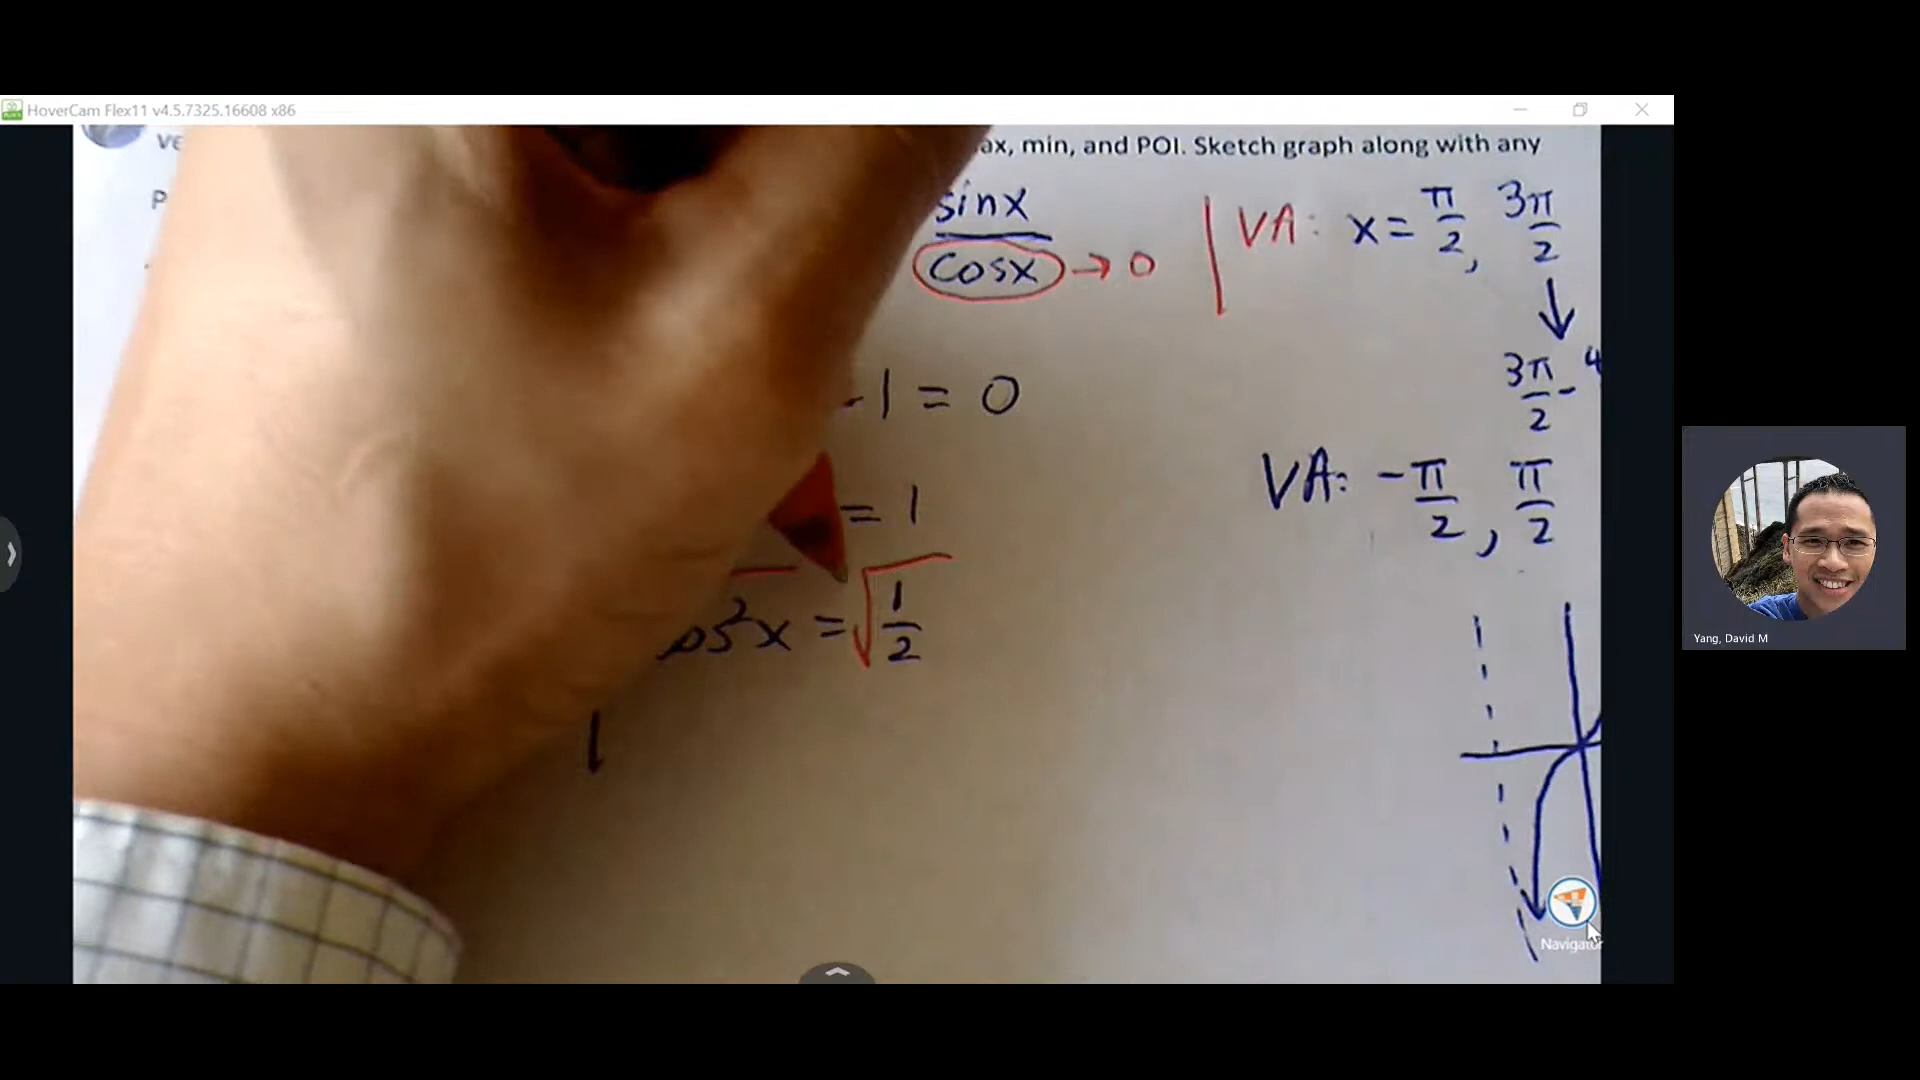 HoverCam Flex11 v4.5.7325.16608 x86
ax, min, and POI. Sketch graph along with any
sinx
cosx → 0
VA: x = π/2, 3π/2
3π/2 - 4
-1 = 0
VA: -π/2, π/2
= 1
os²x = √1/2
Navigator
Yang, David M